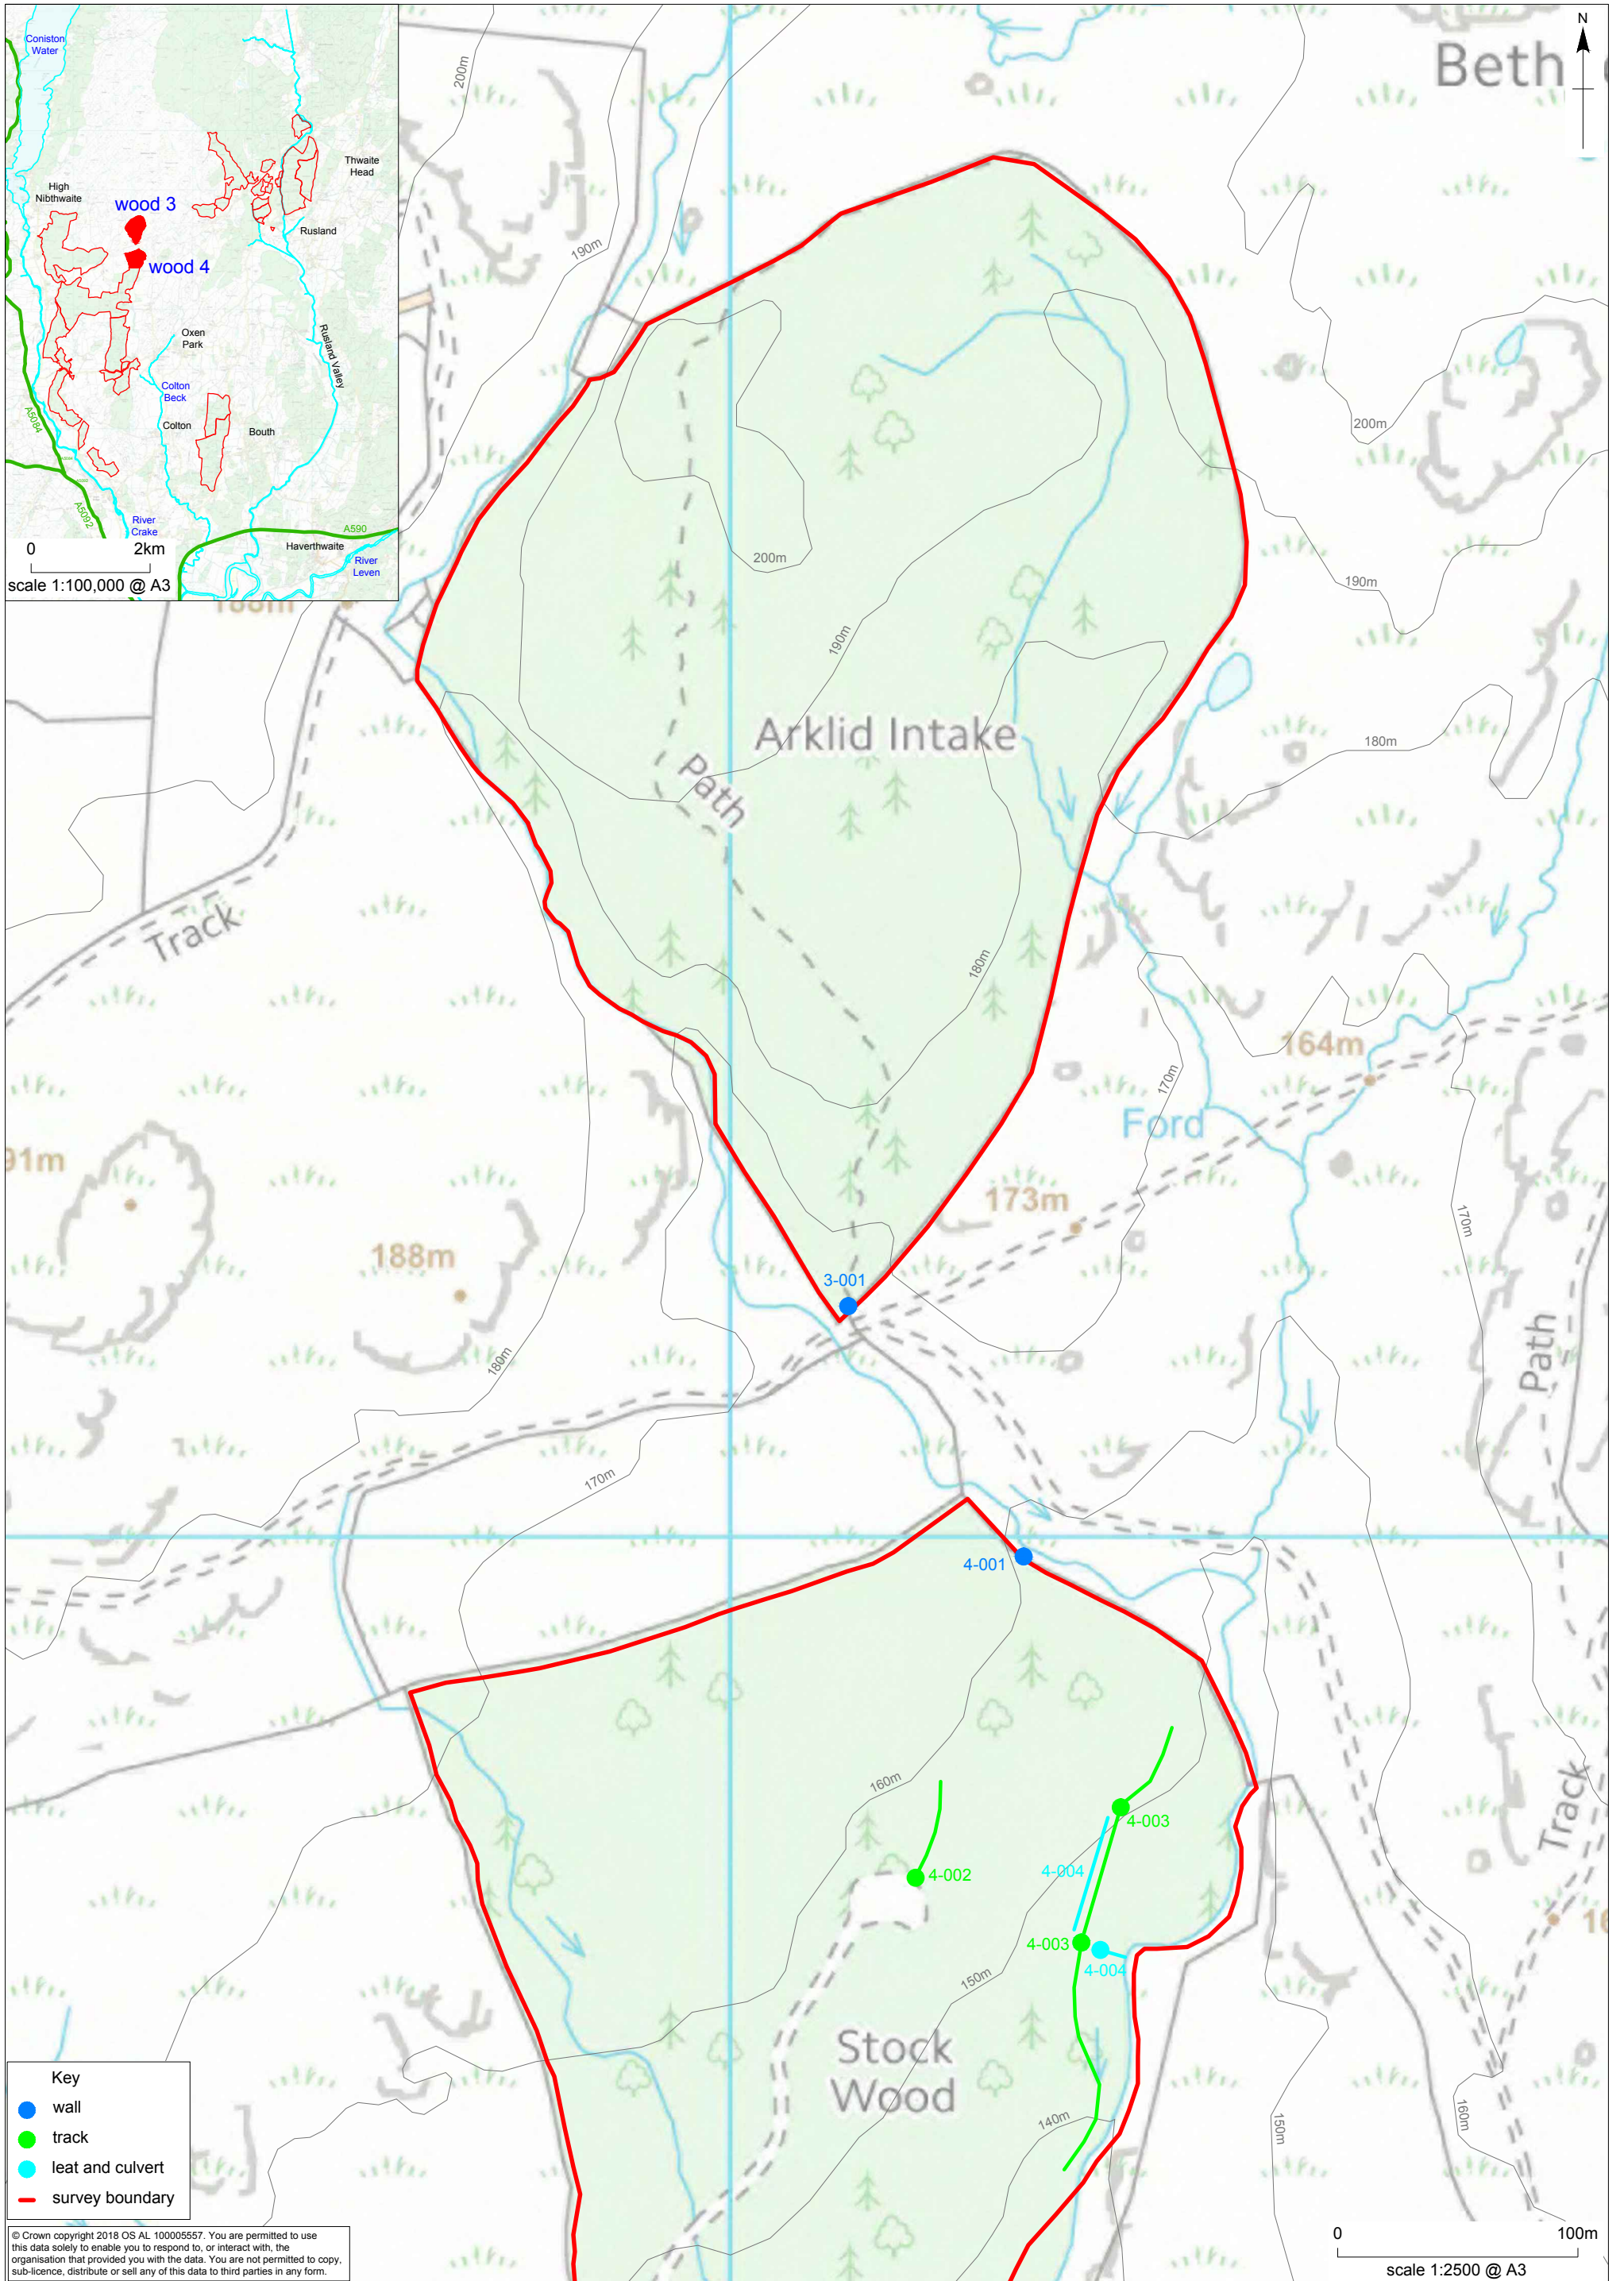 Coniston
Water
High
Nibthwaite
wood 3
wood 4
Thwaite
Head
Rusland
Oxen
Park
Rusland Valley
Colton
Beck
Colton
Bouth
A5084
A5092
River
Crake
A590
Haverthwaite
River
Leven
0 2km
scale 1:100,000 @ A3
N
Beth
200m
190m
200m
200m
190m
190m
188m
Arklid Intake
180m
Path
Track
180m
164m
170m
Ford
91m
173m
188m
170m
3-001
180m
Path
170m
4-001
160m
4-003
Track
4-004
4-002
4-003
4-004
150m
Stock
Wood
140m
150m
160m
Key
wall
track
leat and culvert
survey boundary
© Crown copyright 2018 OS AL 100005557. You are permitted to use
this data solely to enable you to respond to, or interact with, the
organisation that provided you with the data. You are not permitted to copy,
sub-licence, distribute or sell any of this data to third parties in any form.
0 100m
scale 1:2500 @ A3